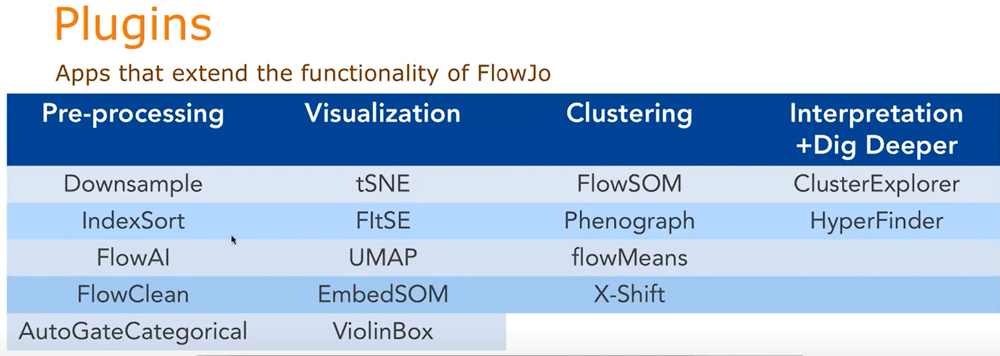 Plugins
Apps that extend the functionality of FlowJo
Pre-processing Visualization Clustering Interpretation
+Dig Deeper
Downsample tSNE FlowSOM ClusterExplorer
IndexSort FItSE Phenograph HyperFinder
FlowAI UMAP flowMeans
FlowClean EmbedSOM X-Shift
AutoGateCategorical ViolinBox